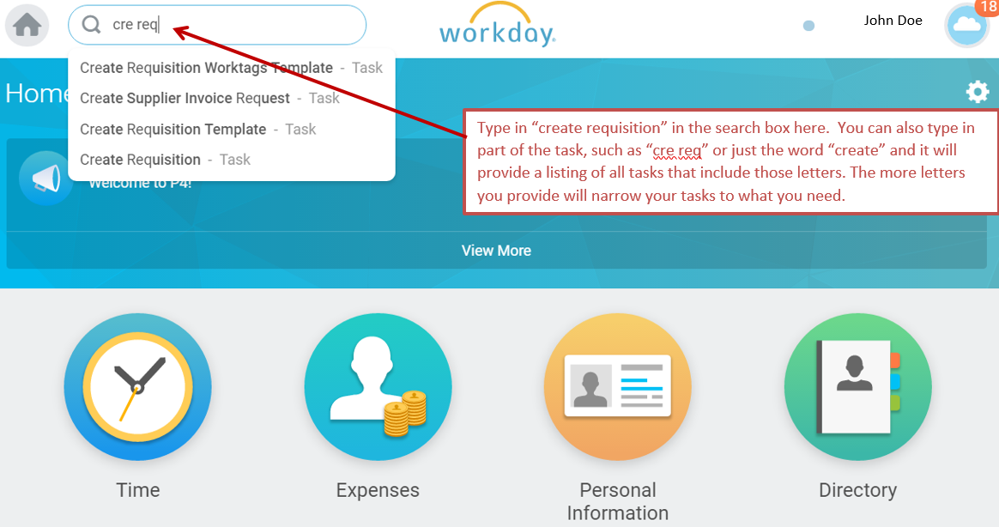 cre req
workday.
John Doe
18
Create Requisition Worktags Template - Task
Create Supplier Invoice Request - Task
Create Requisition Template - Task
Create Requisition - Task
Home
Type in “create requisition” in the search box here.  You can also type in
part of the task, such as “cre req” or just the word “create” and it will
provide a listing of all tasks that include those letters. The more letters
you provide will narrow your tasks to what you need.
Welcome to P4!
View More
Time
Expenses
Personal
Information
Directory